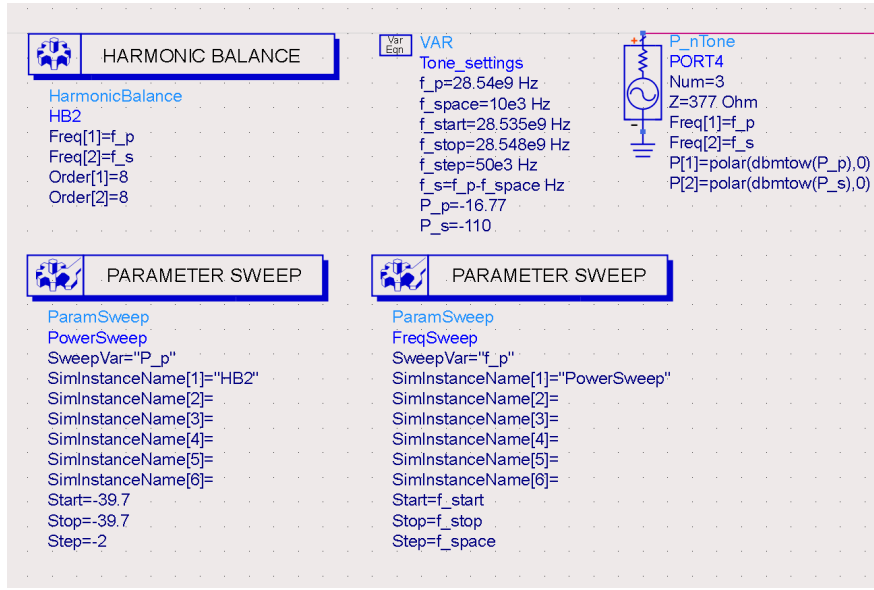 HARMONIC BALANCE
HarmonicBalance
HB2
Freq[1]=f_p
Freq[2]=f_s
Order[1]=8
Order[2]=8
Var
Eqn
VAR
Tone_settings
f_p=28.54e9 Hz
f_space=10e3 Hz
f_start=28.535e9 Hz
f_stop=28.548e9 Hz
f_step=50e3 Hz
f_s=f_p-f_space Hz
P_p=-16.77
P_s=-110
+
-
P_nTone
PORT4
Num=3
Z=377 Ohm
Freq[1]=f_p
Freq[2]=f_s
P[1]=polar(dbmtow(P_p),0)
P[2]=polar(dbmtow(P_s),0)
PARAMETER SWEEP
ParamSweep
PowerSweep
SweepVar="P_p"
SimInstanceName[1]="HB2"
SimInstanceName[2]=
SimInstanceName[3]=
SimInstanceName[4]=
SimInstanceName[5]=
SimInstanceName[6]=
Start=-39.7
Stop=-39.7
Step=-2
PARAMETER SWEEP
ParamSweep
FreqSweep
SweepVar="f_p"
SimInstanceName[1]="PowerSweep"
SimInstanceName[2]=
SimInstanceName[3]=
SimInstanceName[4]=
SimInstanceName[5]=
SimInstanceName[6]=
Start=f_start
Stop=f_stop
Step=f_space